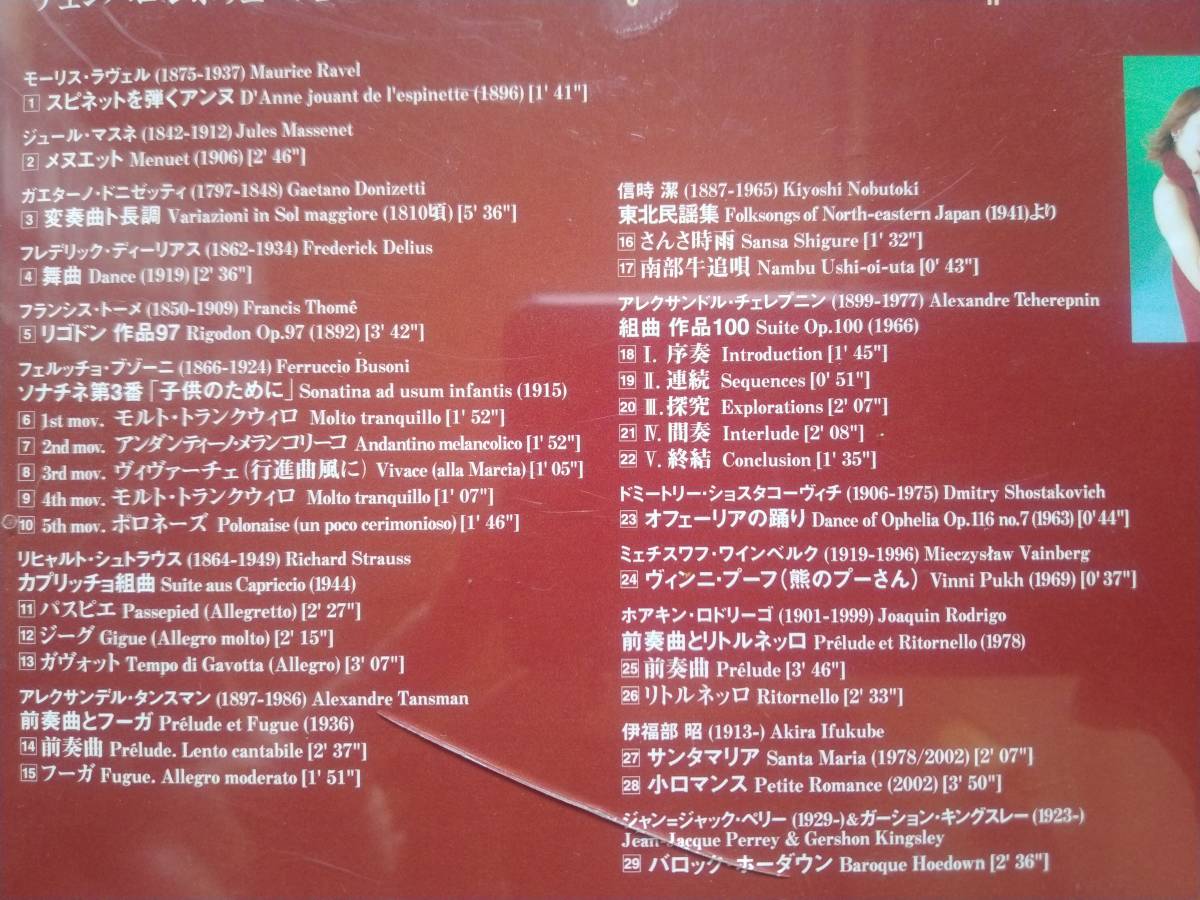 モーリス・ラヴェル (1875-1937) Maurice Ravel
1 スピネットを弾くアンヌ D'Anne jouant de l'espinette (1896) [1' 41"]
ジュール・マスネ (1842-1912) Jules Massenet
2 メヌエット Menuet (1906) [2' 46"]
ガエターノ・ドニゼッティ (1797-1848) Gaetano Donizetti
3 変奏曲ト長調 Variazioni in Sol maggiore (1810頃) [5' 36"]
フレデリック・ディーリアス (1862-1934) Frederick Delius
4 舞曲 Dance (1919) [2' 36"]
フランシス・トーメ (1850-1909) Francis Thomé
5 リゴドン 作品97 Rigodon Op.97 (1892) [3' 42"]
フェルッチョ・ブゾーニ (1866-1924) Ferruccio Busoni
ソナチネ第3番「子供のために」Sonatina ad usum infantis (1915)
6 1st mov. モルト・トランクウィロ Molto tranquillo [1' 52"]
7 2nd mov. アンダンティーノ・メランコリーコ Andantino melancolico [1' 52"]
8 3rd mov. ヴィヴァーチェ(行進曲風に) Vivace (alla Marcia) [1' 05"]
9 4th mov. モルト・トランクウィロ Molto tranquillo [1' 07"]
10 5th mov. ポロネーズ Polonaise (un poco cerimonioso) [1' 46"]
リヒャルト・シュトラウス (1864-1949) Richard Strauss
カプリッチョ組曲 Suite aus Capriccio (1944)
11 パスピエ Passepied (Allegretto) [2' 27"]
12 ジーグ Gigue (Allegro molto) [2' 15"]
13 ガヴォット Tempo di Gavotta (Allegro) [3' 07"]
アレクサンデル・タンスマン (1897-1986) Alexandre Tansman
前奏曲とフーガ Prélude et Fugue (1936)
14 前奏曲 Prélude. Lento cantabile [2' 37"]
15 フーガ Fugue. Allegro moderato [1' 51"]
信時 潔 (1887-1965) Kiyoshi Nobutoki
東北民謡集 Folksongs of North-eastern Japan (1941)より
16 さんさ時雨 Sansa Shigure [1' 32"]
17 南部牛追唄 Nambu Ushi-oi-uta [0' 43"]
アレクサンドル・チェレプニン (1899-1977) Alexandre Tcherepnin
組曲 作品100 Suite Op.100 (1966)
18 Ⅰ. 序奏 Introduction [1' 45"]
19 Ⅱ. 連続 Sequences [0' 51"]
20 Ⅲ. 探究 Explorations [2' 07"]
21 Ⅳ. 間奏 Interlude [2' 08"]
22 Ⅴ. 終結 Conclusion [1' 35"]
ドミートリー・ショスタコーヴィチ (1906-1975) Dmitry Shostakovich
23 オフェーリアの踊り Dance of Ophelia Op.116 no.7 (1963) [0'44"]
ミェチスワフ・ワインベルク (1919-1996) Mieczysław Vainberg
24 ヴィンニ・プーフ(熊のプーさん) Vinni Pukh (1969) [0' 37"]
ホアキン・ロドリーゴ (1901-1999) Joaquin Rodrigo
前奏曲とリトルネッロ Prélude et Ritornello (1978)
25 前奏曲 Prélude [3' 46"]
26 リトルネッロ Ritornello [2' 33"]
伊福部 昭 (1913-) Akira Ifukube
27 サンタマリア Santa Maria (1978/2002) [2' 07"]
28 小ロマンス Petite Romance (2002) [3' 50"]
ジャン=ジャック・ペリー (1929-)&ガーション・キングスレー (1923-)
Jean-Jacque Perrey & Gershon Kingsley
29 バロック・ホーダウン Baroque Hoedown [2' 36"]